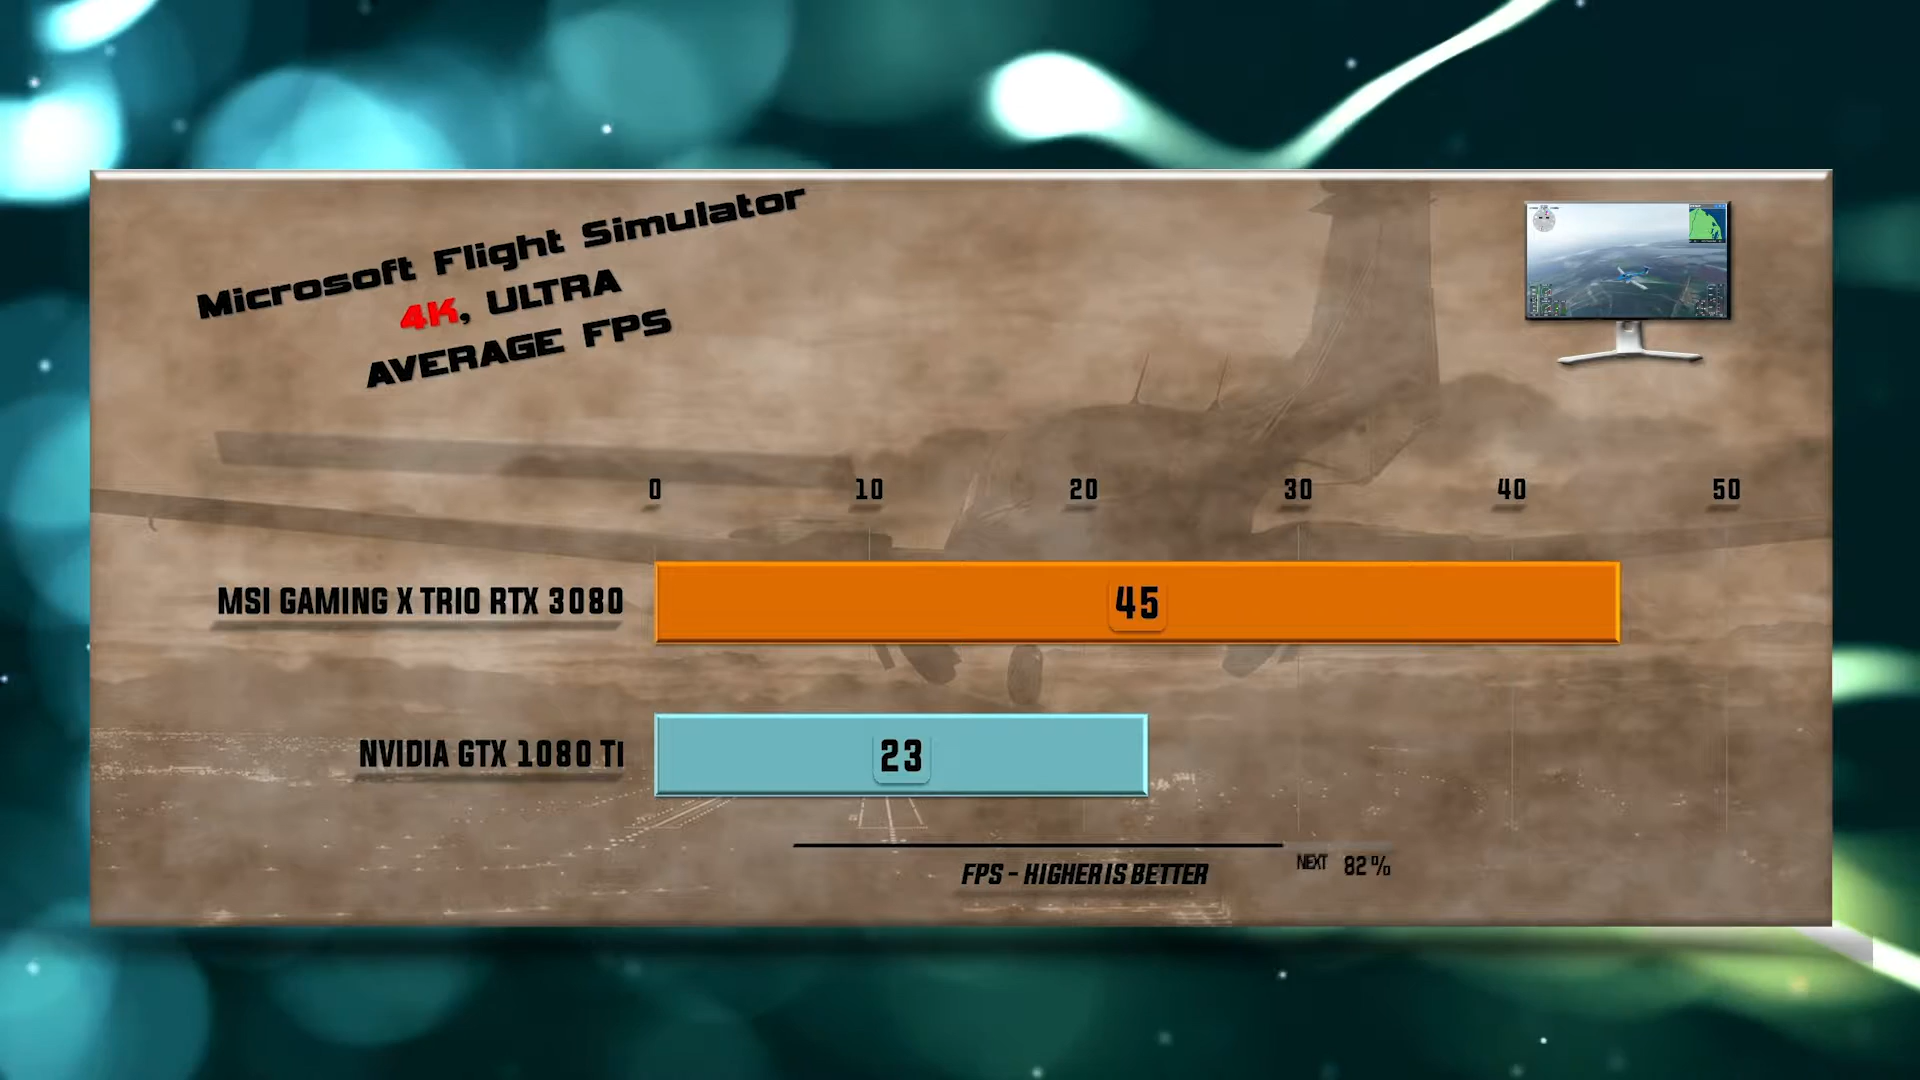 Microsoft Flight Simulator
4K, ULTRA
AVERAGE FPS
0 10 20 30 40 50
MSI GAMING X TRIO RTX 3080 45
NVIDIA GTX 1080 TI 23
FPS - HIGHER IS BETTER
NEXT 82%